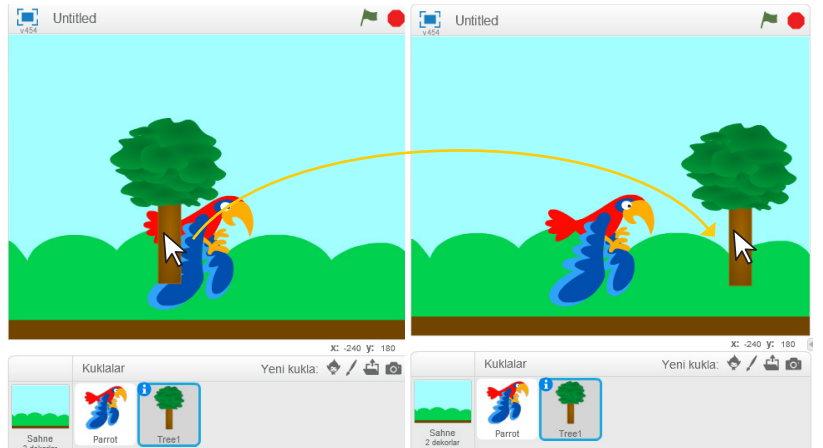 Untitled
v454
x: -240 y: 180
Kuklalar
Yeni kukla:
Sahne
2 dekorlar
Parrot
Tree1
Untitled
v454
x: -240 y: 180
Kuklalar
Yeni kukla:
Sahne
2 dekorlar
Parrot
Tree1